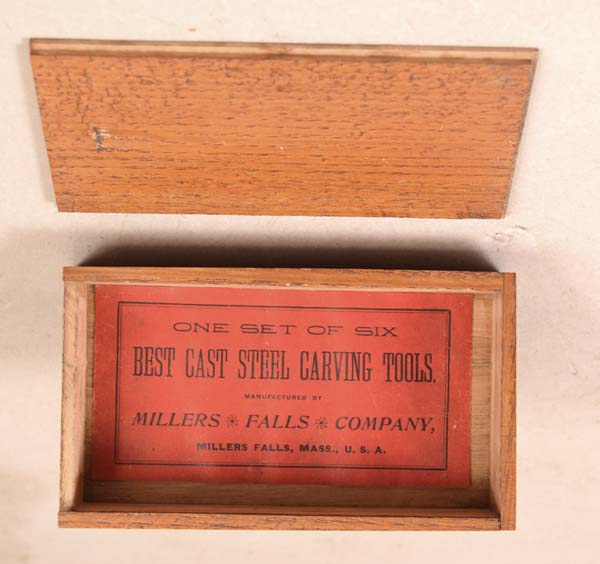 ONE SET OF SIX
BEST CAST STEEL CARVING TOOLS.
MANUFACTURED BY
MILLERS ✻ FALLS ✻ COMPANY,
MILLERS FALLS, MASS., U. S. A.